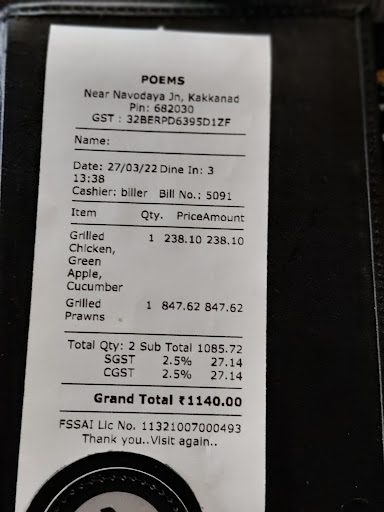 POEMS
Near Navodaya Jn, Kakkanad
Pin: 682030
GST : 32BERPD6395D1ZF
Name:
Date: 27/03/22 Dine In: 3
13:38
Cashier: biller Bill No.: 5091
Item Qty. PriceAmount
Grilled 1 238.10 238.10
Chicken,
Green
Apple,
Cucumber
Grilled 1 847.62 847.62
Prawns
Total Qty: 2 Sub Total 1085.72
SGST 2.5% 27.14
CGST 2.5% 27.14
Grand Total ₹1140.00
FSSAI Lic No. 11321007000493
Thank you..Visit again..